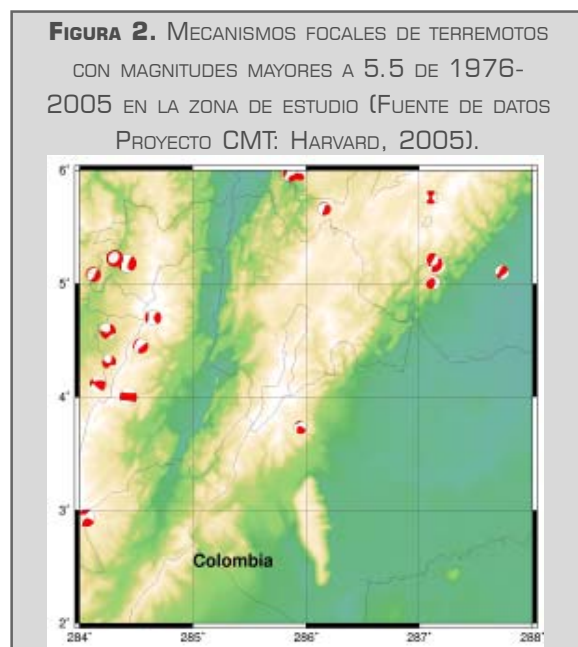 FIGURA 2. MECANISMOS FOCALES DE TERREMOTOS
CON MAGNITUDES MAYORES A 5.5 DE 1976-
2005 EN LA ZONA DE ESTUDIO (FUENTE DE DATOS
PROYECTO CMT: HARVARD, 2005).
6°
5°
4°
3°
Colombia
2°
284° 285° 286° 287° 288°